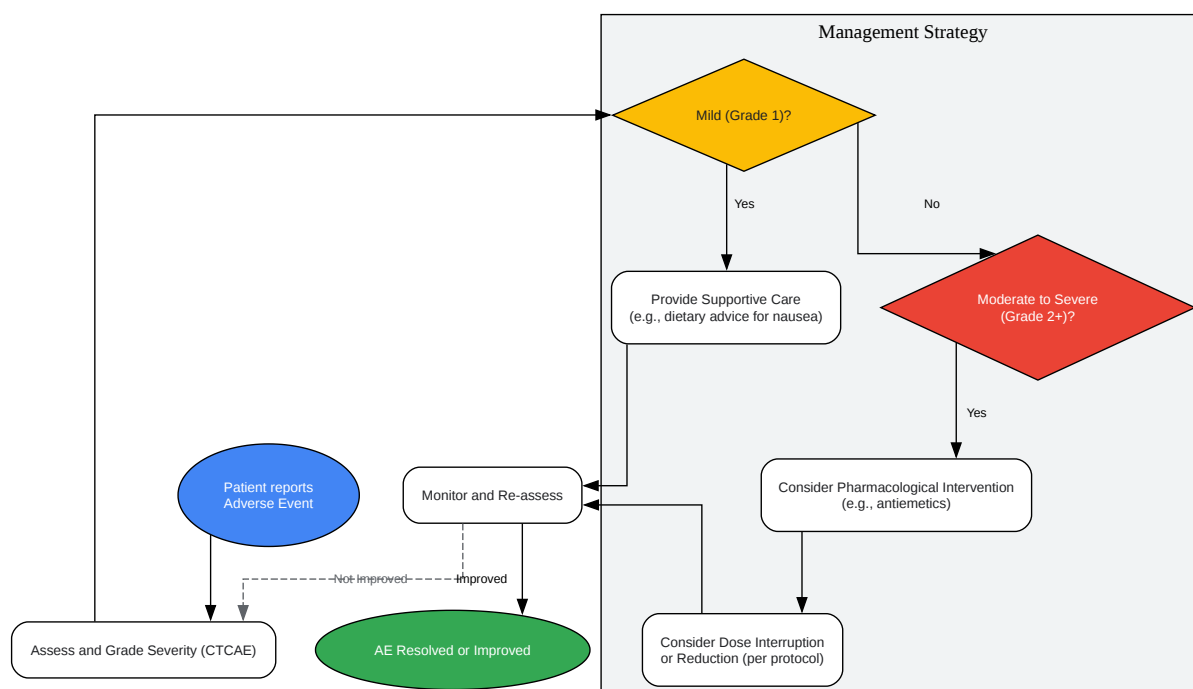 Management Strategy
Mild (Grade 1)?
Yes
No
Provide Supportive Care
(e.g., dietary advice for nausea)
Moderate to Severe
(Grade 2+)?
Yes
Patient reports
Adverse Event
Monitor and Re-assess
Consider Pharmacological Intervention
(e.g., antiemetics)
Not Improved
Improved
Assess and Grade Severity (CTCAE)
AE Resolved or Improved
Consider Dose Interruption
or Reduction (per protocol)